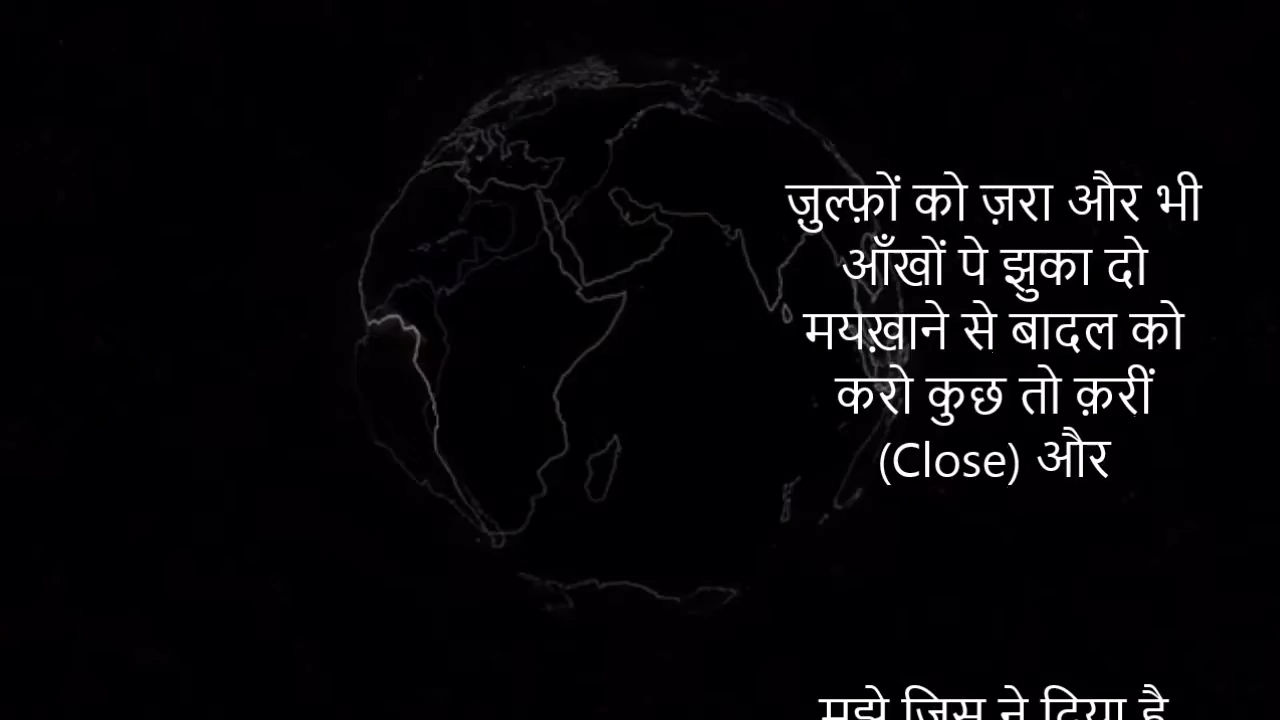 ज़ुल्फ़ों को ज़रा और भी
आँखों पे झुका दो
मयख़ाने से बादल को
करो कुछ तो क़रीं
(Close) और
मुझे जिस ने दिया है